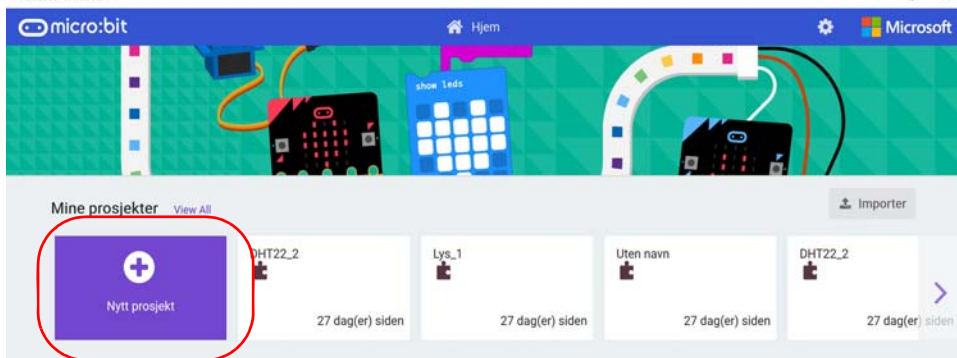 micro:bit
Hjem
Microsoft
show leds
Mine prosjekter View All
Importer
Nytt prosjekt
DHT22_2
27 dag(er) siden
Lys_1
27 dag(er) siden
Uten navn
27 dag(er) siden
DHT22_2
27 dag(er) siden